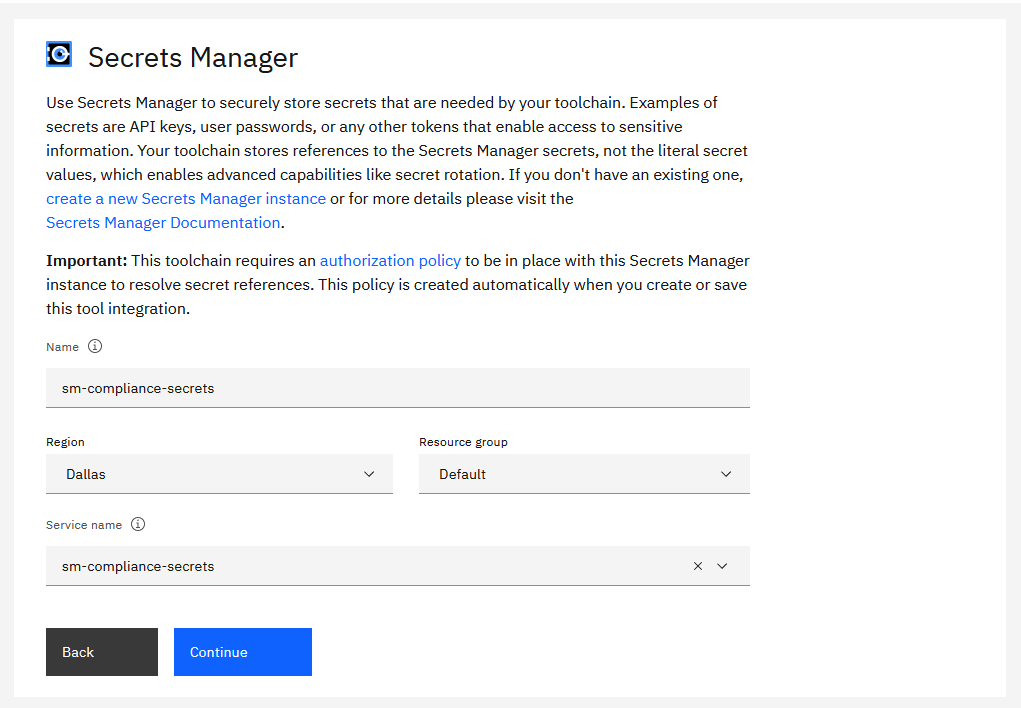 Secrets Manager
Use Secrets Manager to securely store secrets that are needed by your toolchain. Examples of
secrets are API keys, user passwords, or any other tokens that enable access to sensitive
information. Your toolchain stores references to the Secrets Manager secrets, not the literal secret
values, which enables advanced capabilities like secret rotation. If you don't have an existing one,
create a new Secrets Manager instance or for more details please visit the
Secrets Manager Documentation.
Important: This toolchain requires an authorization policy to be in place with this Secrets Manager
instance to resolve secret references. This policy is created automatically when you create or save
this tool integration.
Name
sm-compliance-secrets
Region
Resource group
Dallas
Default
Service name
sm-compliance-secrets
Back
Continue